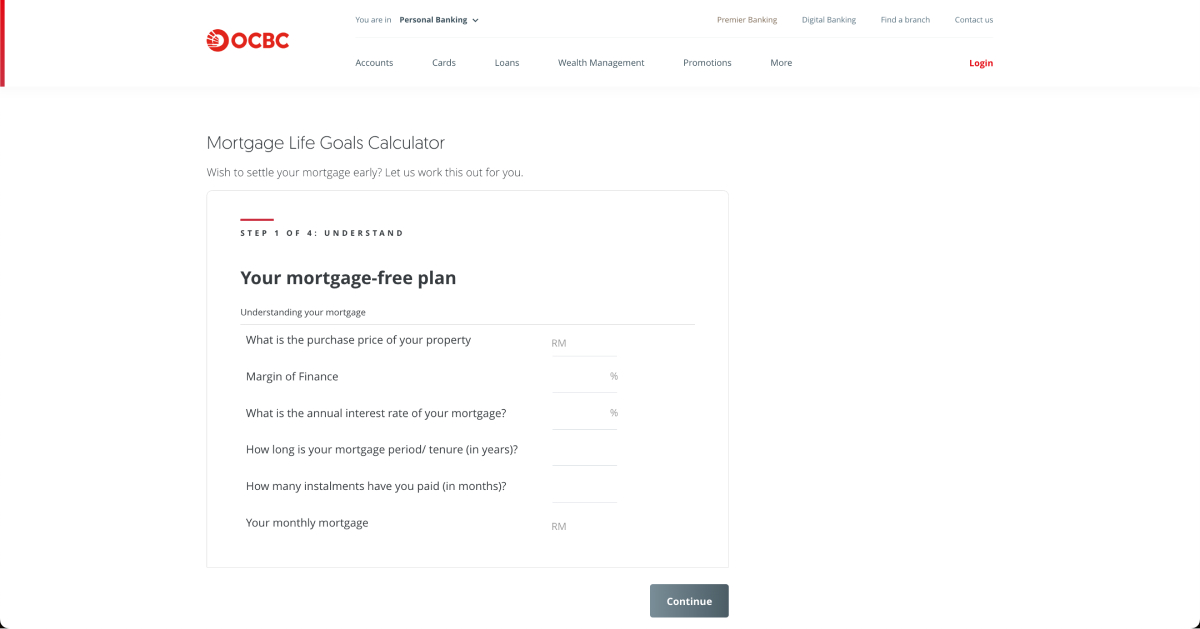 You are in Personal Banking
Premier Banking Digital Banking Find a branch Contact us
OCBC
Accounts Cards Loans Wealth Management Promotions More Login
Mortgage Life Goals Calculator
Wish to settle your mortgage early? Let us work this out for you.
STEP 1 OF 4: UNDERSTAND
Your mortgage-free plan
Understanding your mortgage
What is the purchase price of your property RM
Margin of Finance %
What is the annual interest rate of your mortgage? %
How long is your mortgage period/ tenure (in years)?
How many instalments have you paid (in months)?
Your monthly mortgage RM
Continue